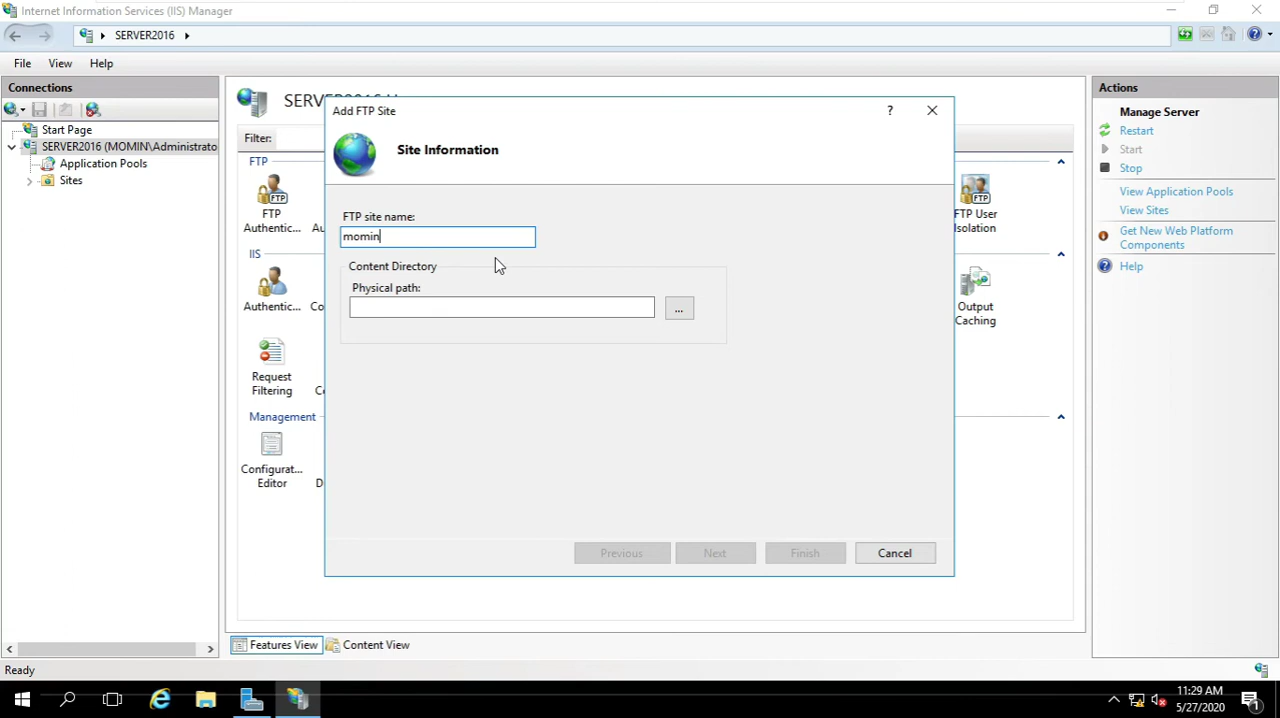 Internet Information Services (IIS) Manager
SERVER2016
File View Help
Connections
Start Page
SERVER2016 (MOMIN\Administrato
Application Pools
Sites
Filter:
FTP
FTP
Authentic...
IIS
Authentic...
Request
Filtering
Management
Configurat...
Editor
Add FTP Site
?
Site Information
FTP site name:
momin
Content Directory
Physical path:
...
Previous Next Finish Cancel
FTP User
Isolation
Output
Caching
Features View Content View
Actions
Manage Server
Restart
Start
Stop
View Application Pools
View Sites
Get New Web Platform
Components
Help
Ready
11:29 AM
5/27/2020
1